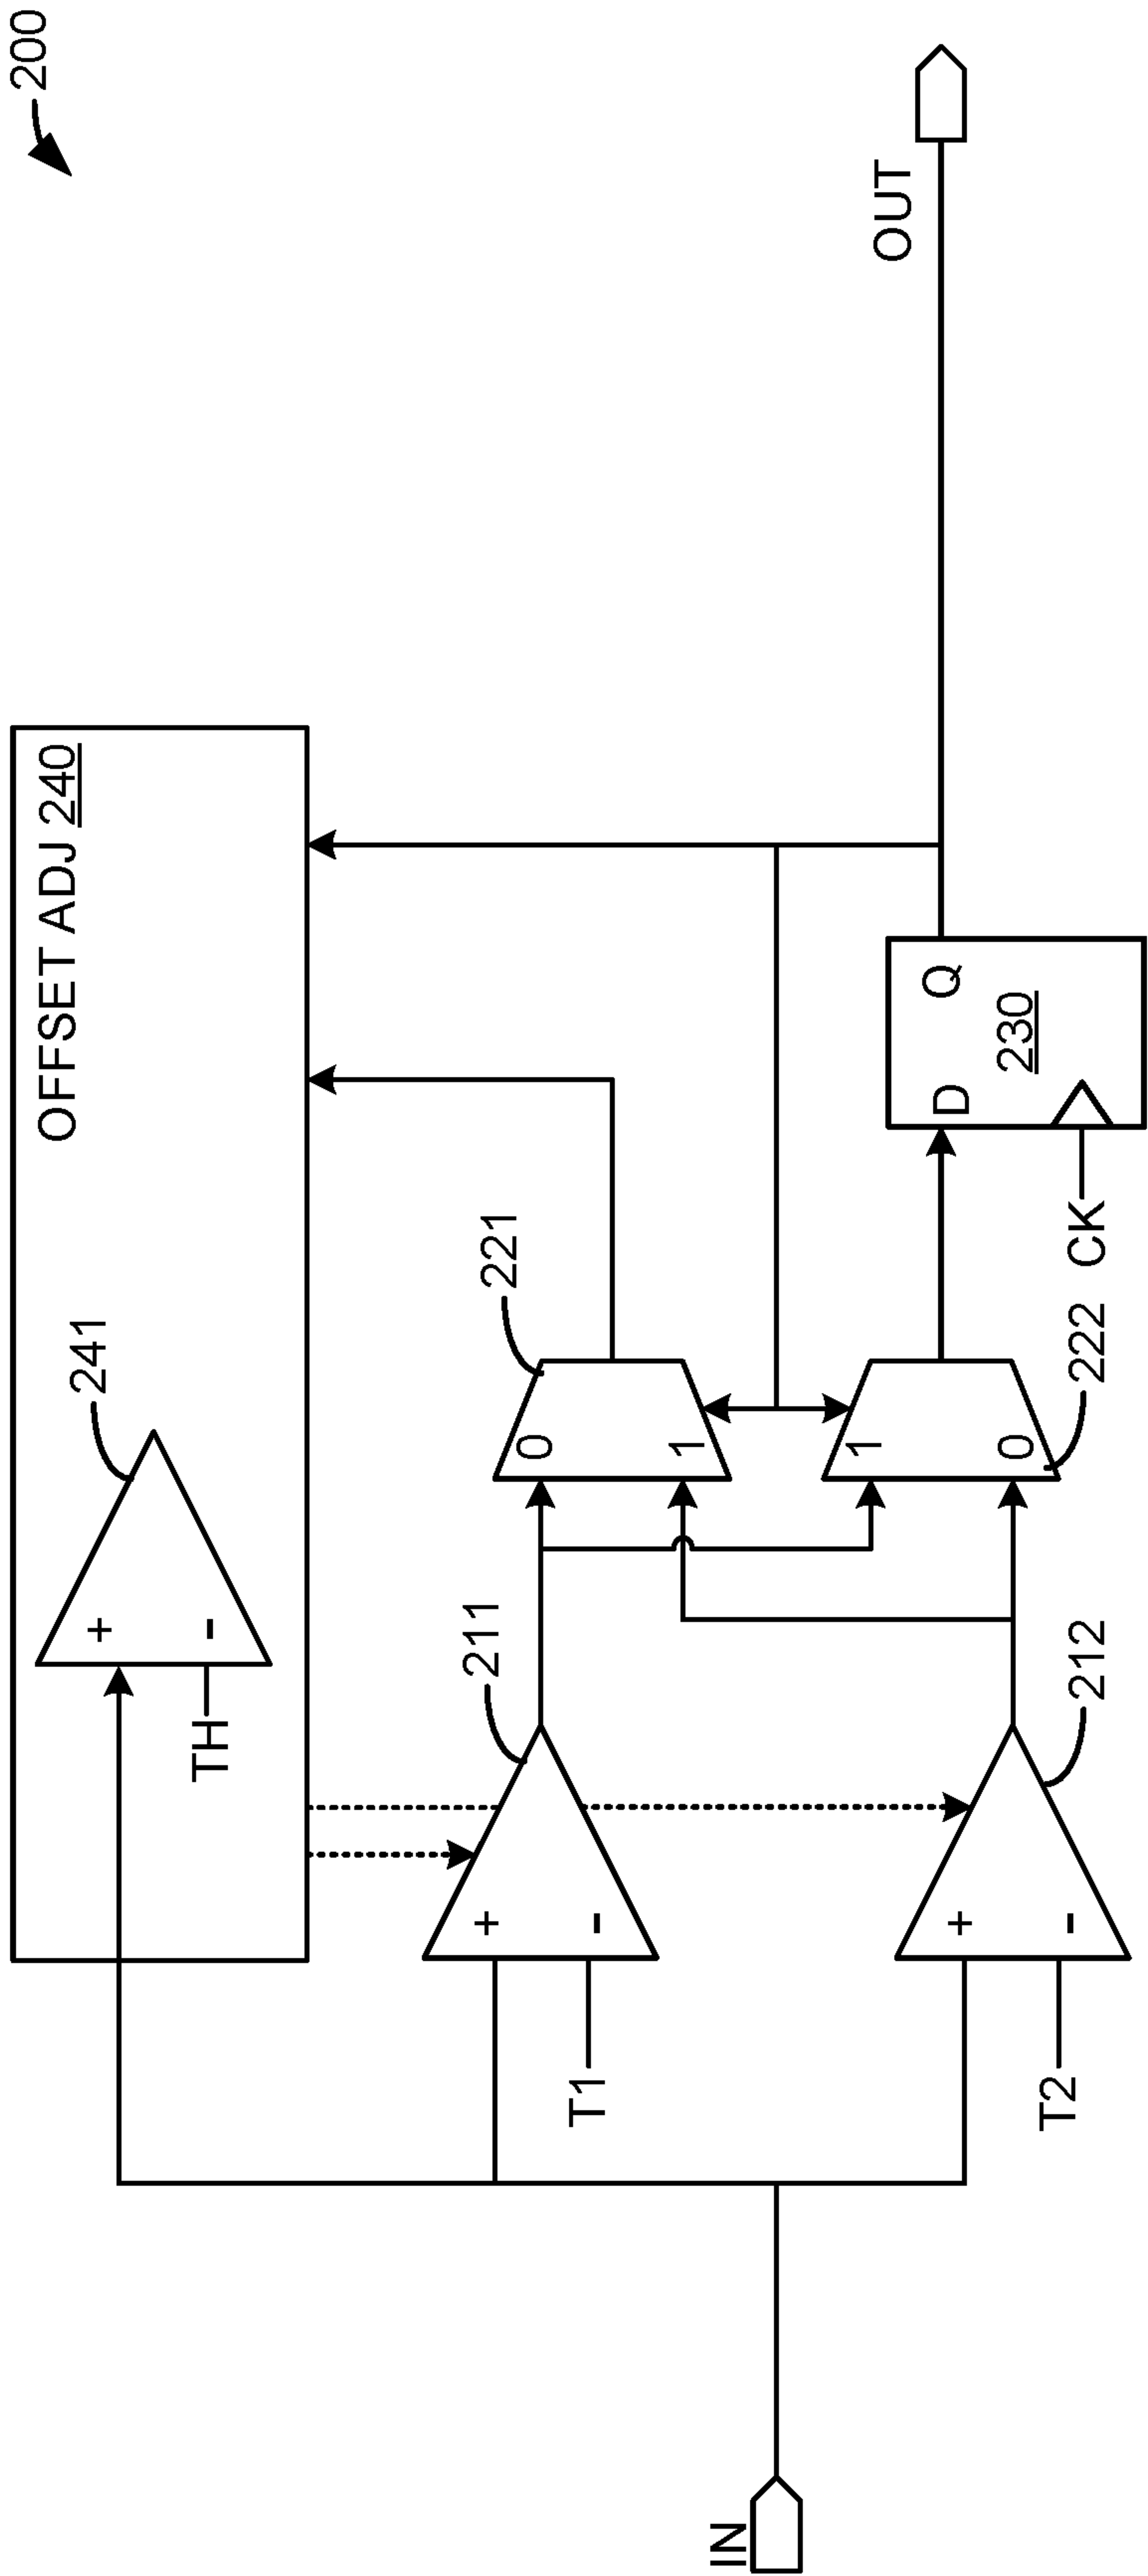 200
OFFSET ADJ 240
241
+
-
TH
211
+
-
T1
221
0
1
IN
OUT
1
0
222
212
+
-
T2
D
Q
230
CK